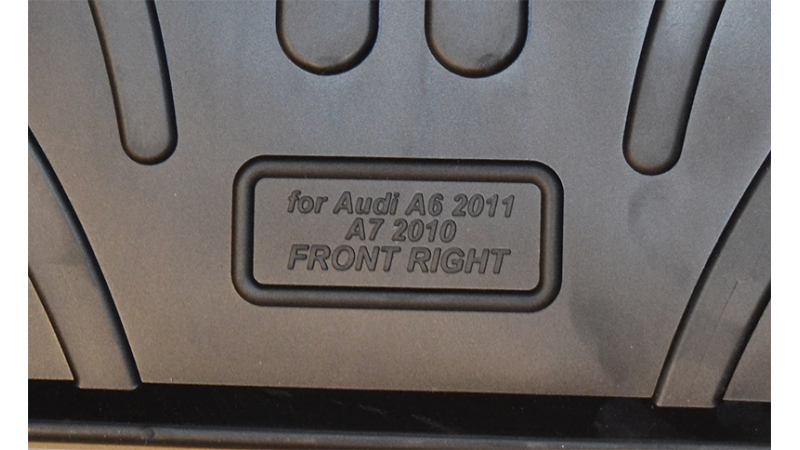 for Audi A6 2011
A7 2010
FRONT RIGHT